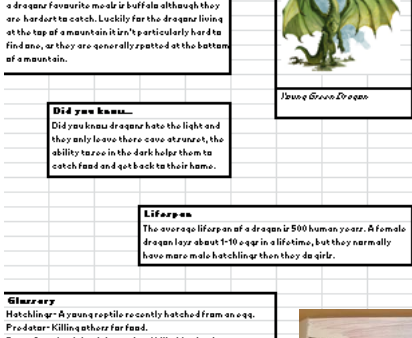 a dragons favourite meal is buffalo although they
are hardest to catch. Luckily for the dragons living
at the top of a mountain it isn't particularly hard to
find one, as they are generally spotted at the bottom
of a mountain.
Young Green Dragon
Did you know...
Did you know dragons hate the light and
they only leave there cave at sunset, the
ability to see in the dark helps them to
catch food and get back to their home.
Lifespan
The average lifespan of a dragon is 500 human years. A female
dragon lays about 1-10 eggs in a lifetime, but they normally
have more male hatchlings then they do girls.
Glossary
Hatchlings- A young reptile recently hatched from an egg.
Predator- Killing others for food.